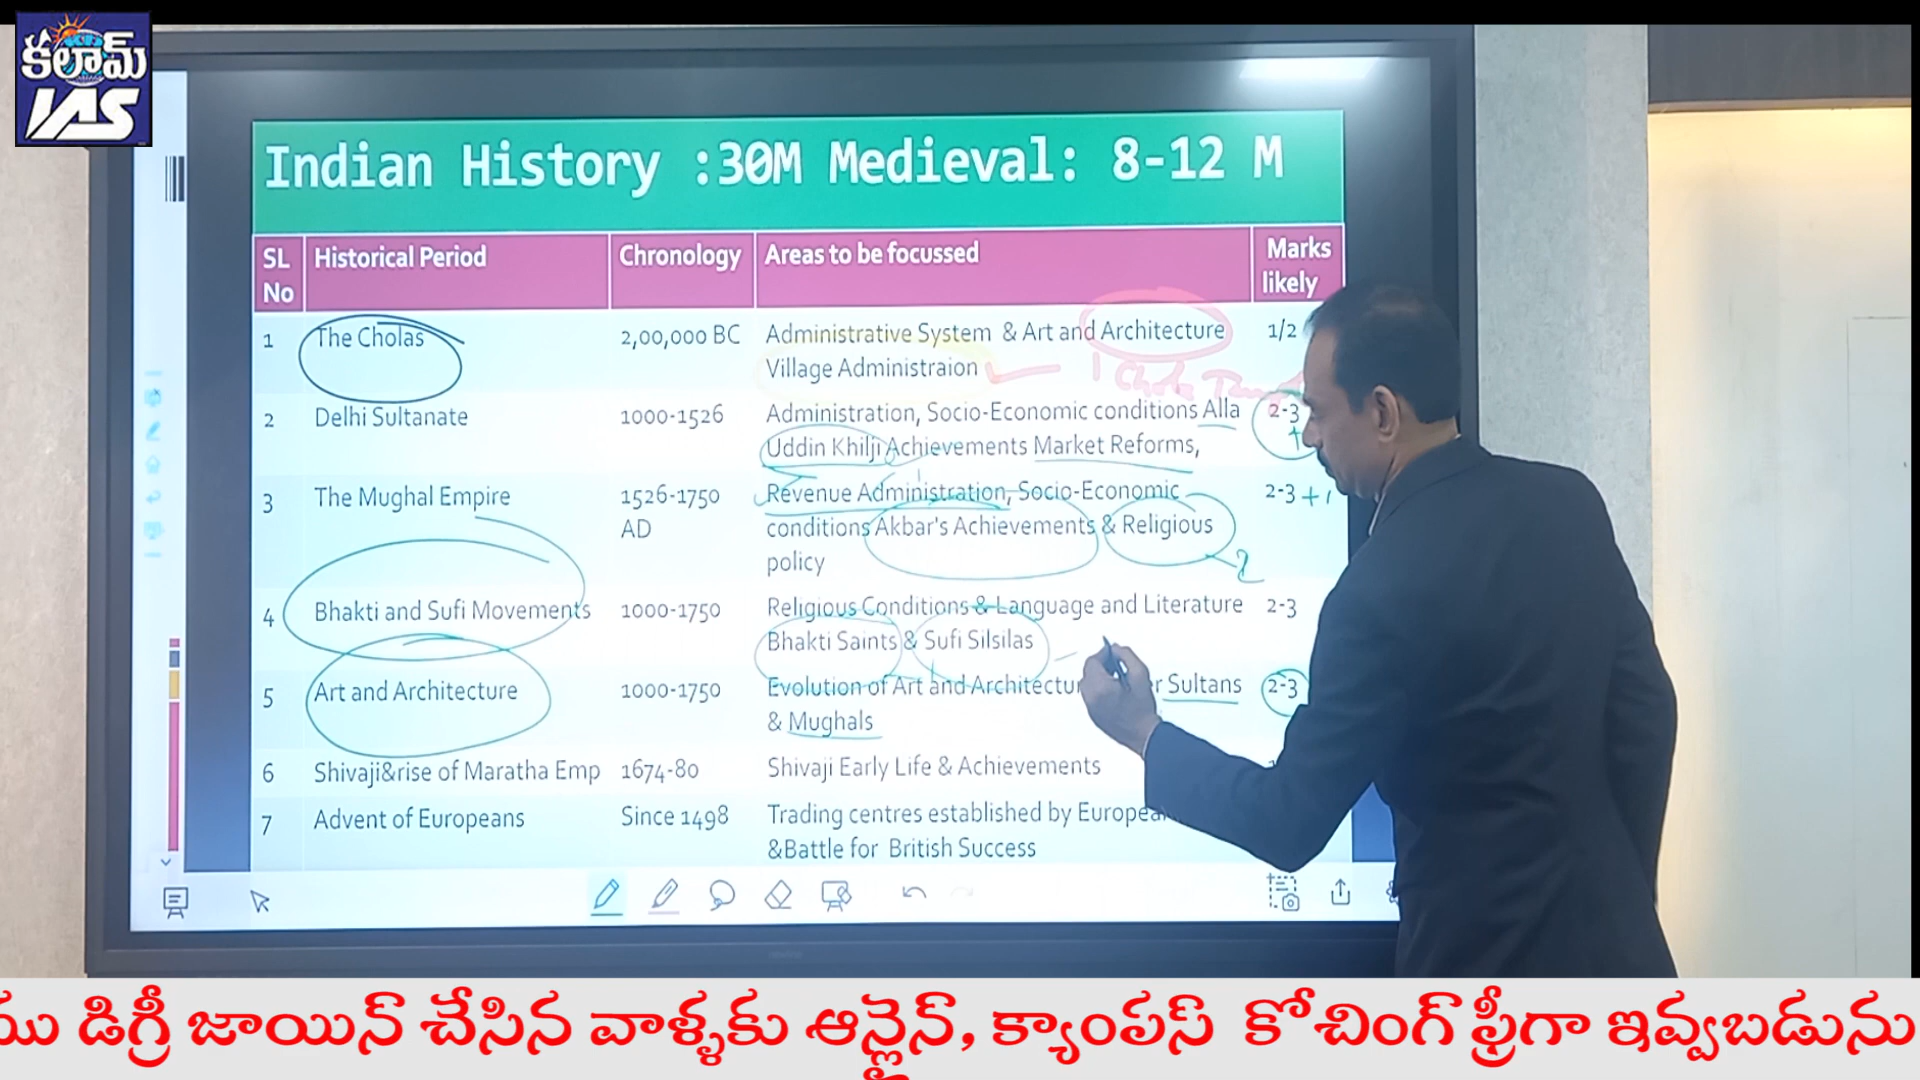 కలామ్
IAS
Indian History :30M Medieval: 8-12 M
SL No Historical Period Chronology Areas to be focussed Marks likely
1 The Cholas 2,00,000 BC Administrative System & Art and Architecture 1/2
Village Administraion
Chola
2 Delhi Sultanate 1000-1526 Administration, Socio-Economic conditions Alla 2-3
Uddin Khilji Achievements Market Reforms, +
3 The Mughal Empire 1526-1750 Revenue Administration, Socio-Economic 2-3 + 1
AD conditions Akbar's Achievements & Religious
policy 2
4 Bhakti and Sufi Movements 1000-1750 Religious Conditions & Language and Literature 2-3
Bhakti Saints & Sufi Silsilas
5 Art and Architecture 1000-1750 Evolution of Art and Sultans 2-3
& Mughals
6 Shivaji&rise of Maratha Emp 1674-80 Shivaji Early Life & Achievements
7 Advent of Europeans Since 1498 Trading centres established by
&Battle for British Success
డిగ్రీ జాయిన్ చేసిన వాళ్ళకు ఆన్లైన్, క్యాంపస్ కోచింగ్ ఫ్రీగా ఇవ్వబడును